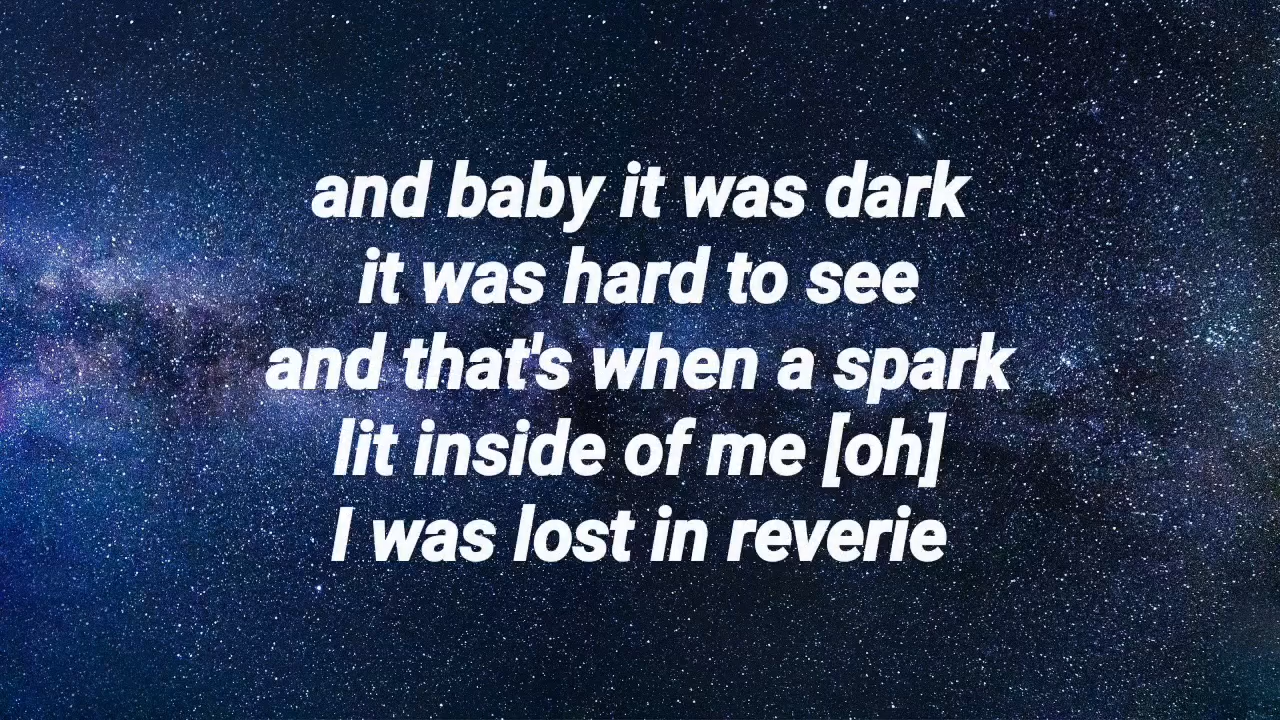 and baby it was dark
it was hard to see
and that's when a spark
lit inside of me [oh]
I was lost in reverie